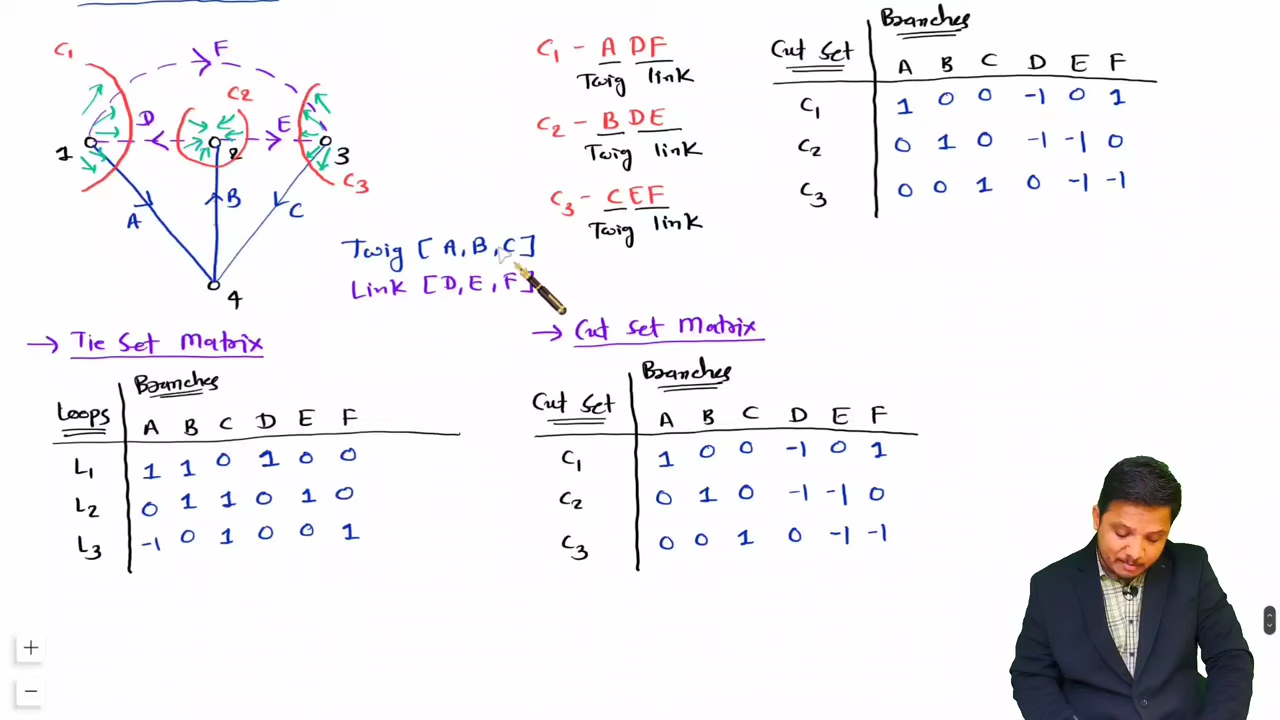 C1
F
C2
D
E
1
2
3
C3
A
B
C
4
C1 - A DF
Twig Link
C2 - B DE
Twig Link
C3 - C EF
Twig Link
Twig [ A, B, C ]
Link [ D, E, F ]
Branches
Cut Set A B C D E F
C1 1 0 0 -1 0 1
C2 0 1 0 -1 -1 0
C3 0 0 1 0 -1 -1
→ Tie Set Matrix
Branches
Loops A B C D E F
L1 1 1 0 1 0 0
L2 0 1 1 0 1 0
L3 -1 0 1 0 0 1
→ Cut Set Matrix
Branches
Cut Set A B C D E F
C1 1 0 0 -1 0 1
C2 0 1 0 -1 -1 0
C3 0 0 1 0 -1 -1